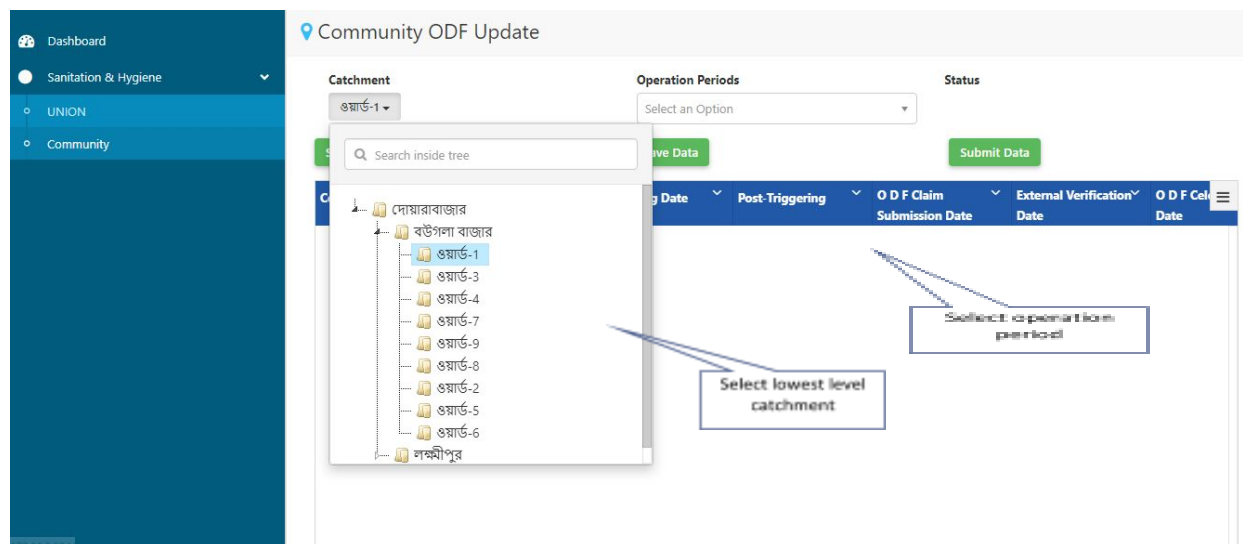 Dashboard
Sanitation & Hygiene
UNION
Community
Community ODF Update
Catchment
Operation Periods
Status
ওয়ার্ড-1
Select an Option
Search inside tree
ave Data
Submit Data
Date
Post-Triggering
O D F Claim
Submission Date
External Verification
Date
O D F Cel
Date
দোয়ারাবাজার
বউগলা বাজার
ওয়ার্ড-1
ওয়ার্ড-3
ওয়ার্ড-4
ওয়ার্ড-7
ওয়ার্ড-9
ওয়ার্ড-8
ওয়ার্ড-2
ওয়ার্ড-5
ওয়ার্ড-6
লক্ষ্মীপুর
Select operation
period
Select lowest level
catchment